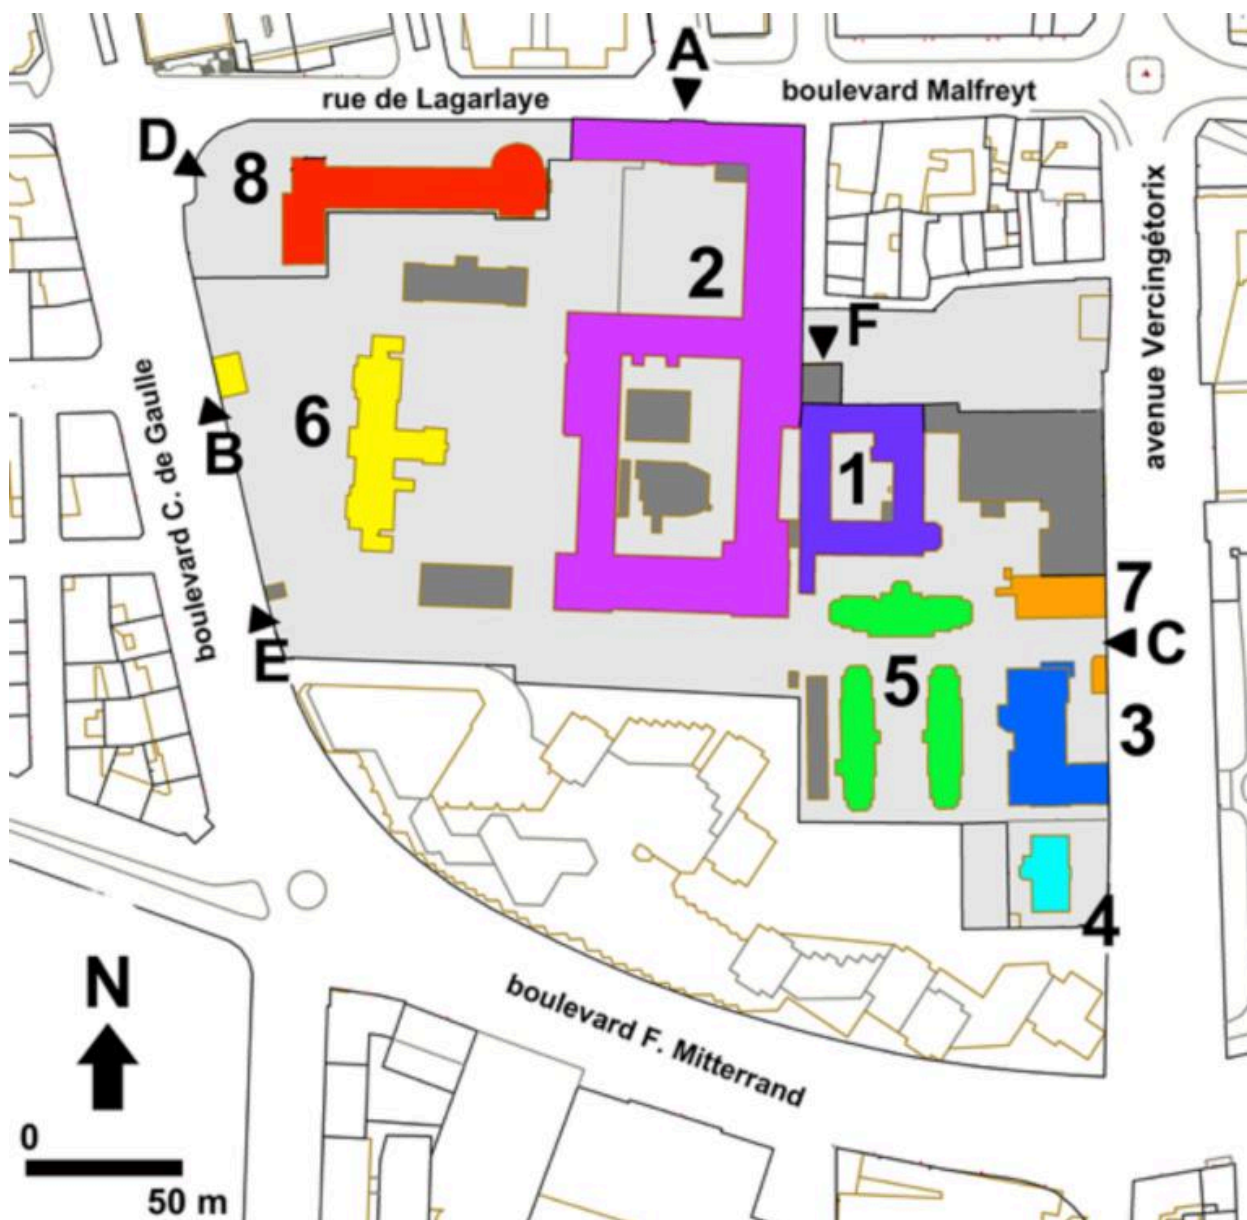 A
rue de Lagarlaye
boulevard Malfreyt
D
8
avenue Vercingétorix
2
F
boulevard C. de Gaulle
6
B
1
7
C
E
5
3
4
N
boulevard F. Mitterrand
0
50 m